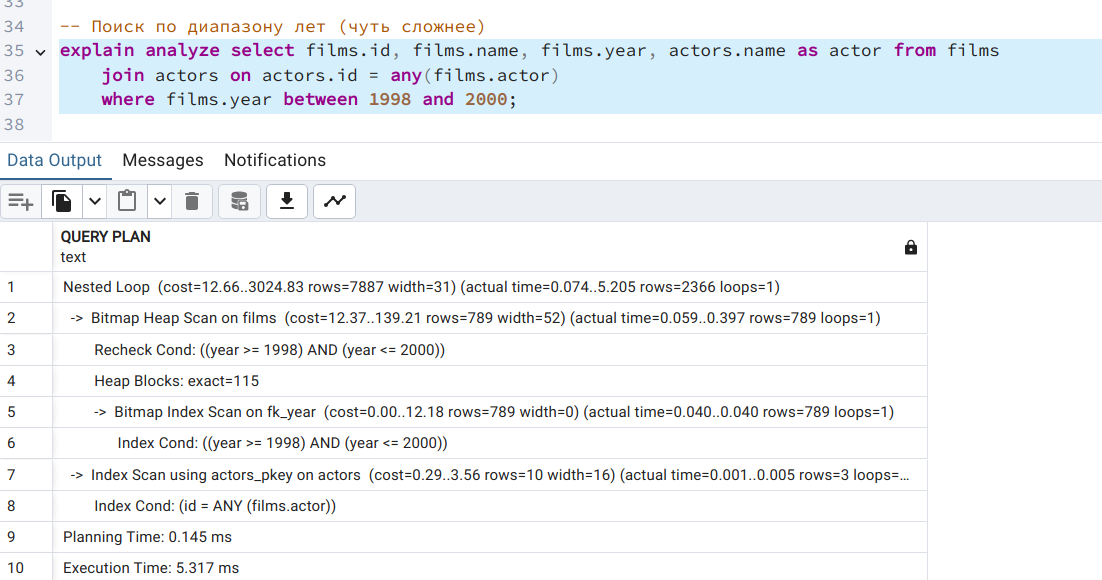 33
34 -- Поиск по диапазону лет (чуть сложнее)
35 explain analyze select films.id, films.name, films.year, actors.name as actor from films
36 join actors on actors.id = any(films.actor)
37 where films.year between 1998 and 2000;
38
Data Output Messages Notifications
QUERY PLAN
text
1 Nested Loop (cost=12.66..3024.83 rows=7887 width=31) (actual time=0.074..5.205 rows=2366 loops=1)
2 -> Bitmap Heap Scan on films (cost=12.37..139.21 rows=789 width=52) (actual time=0.059..0.397 rows=789 loops=1)
3 Recheck Cond: ((year >= 1998) AND (year <= 2000))
4 Heap Blocks: exact=115
5 -> Bitmap Index Scan on fk_year (cost=0.00..12.18 rows=789 width=0) (actual time=0.040..0.040 rows=789 loops=1)
6 Index Cond: ((year >= 1998) AND (year <= 2000))
7 -> Index Scan using actors_pkey on actors (cost=0.29..3.56 rows=10 width=16) (actual time=0.001..0.005 rows=3 loops=…
8 Index Cond: (id = ANY (films.actor))
9 Planning Time: 0.145 ms
10 Execution Time: 5.317 ms